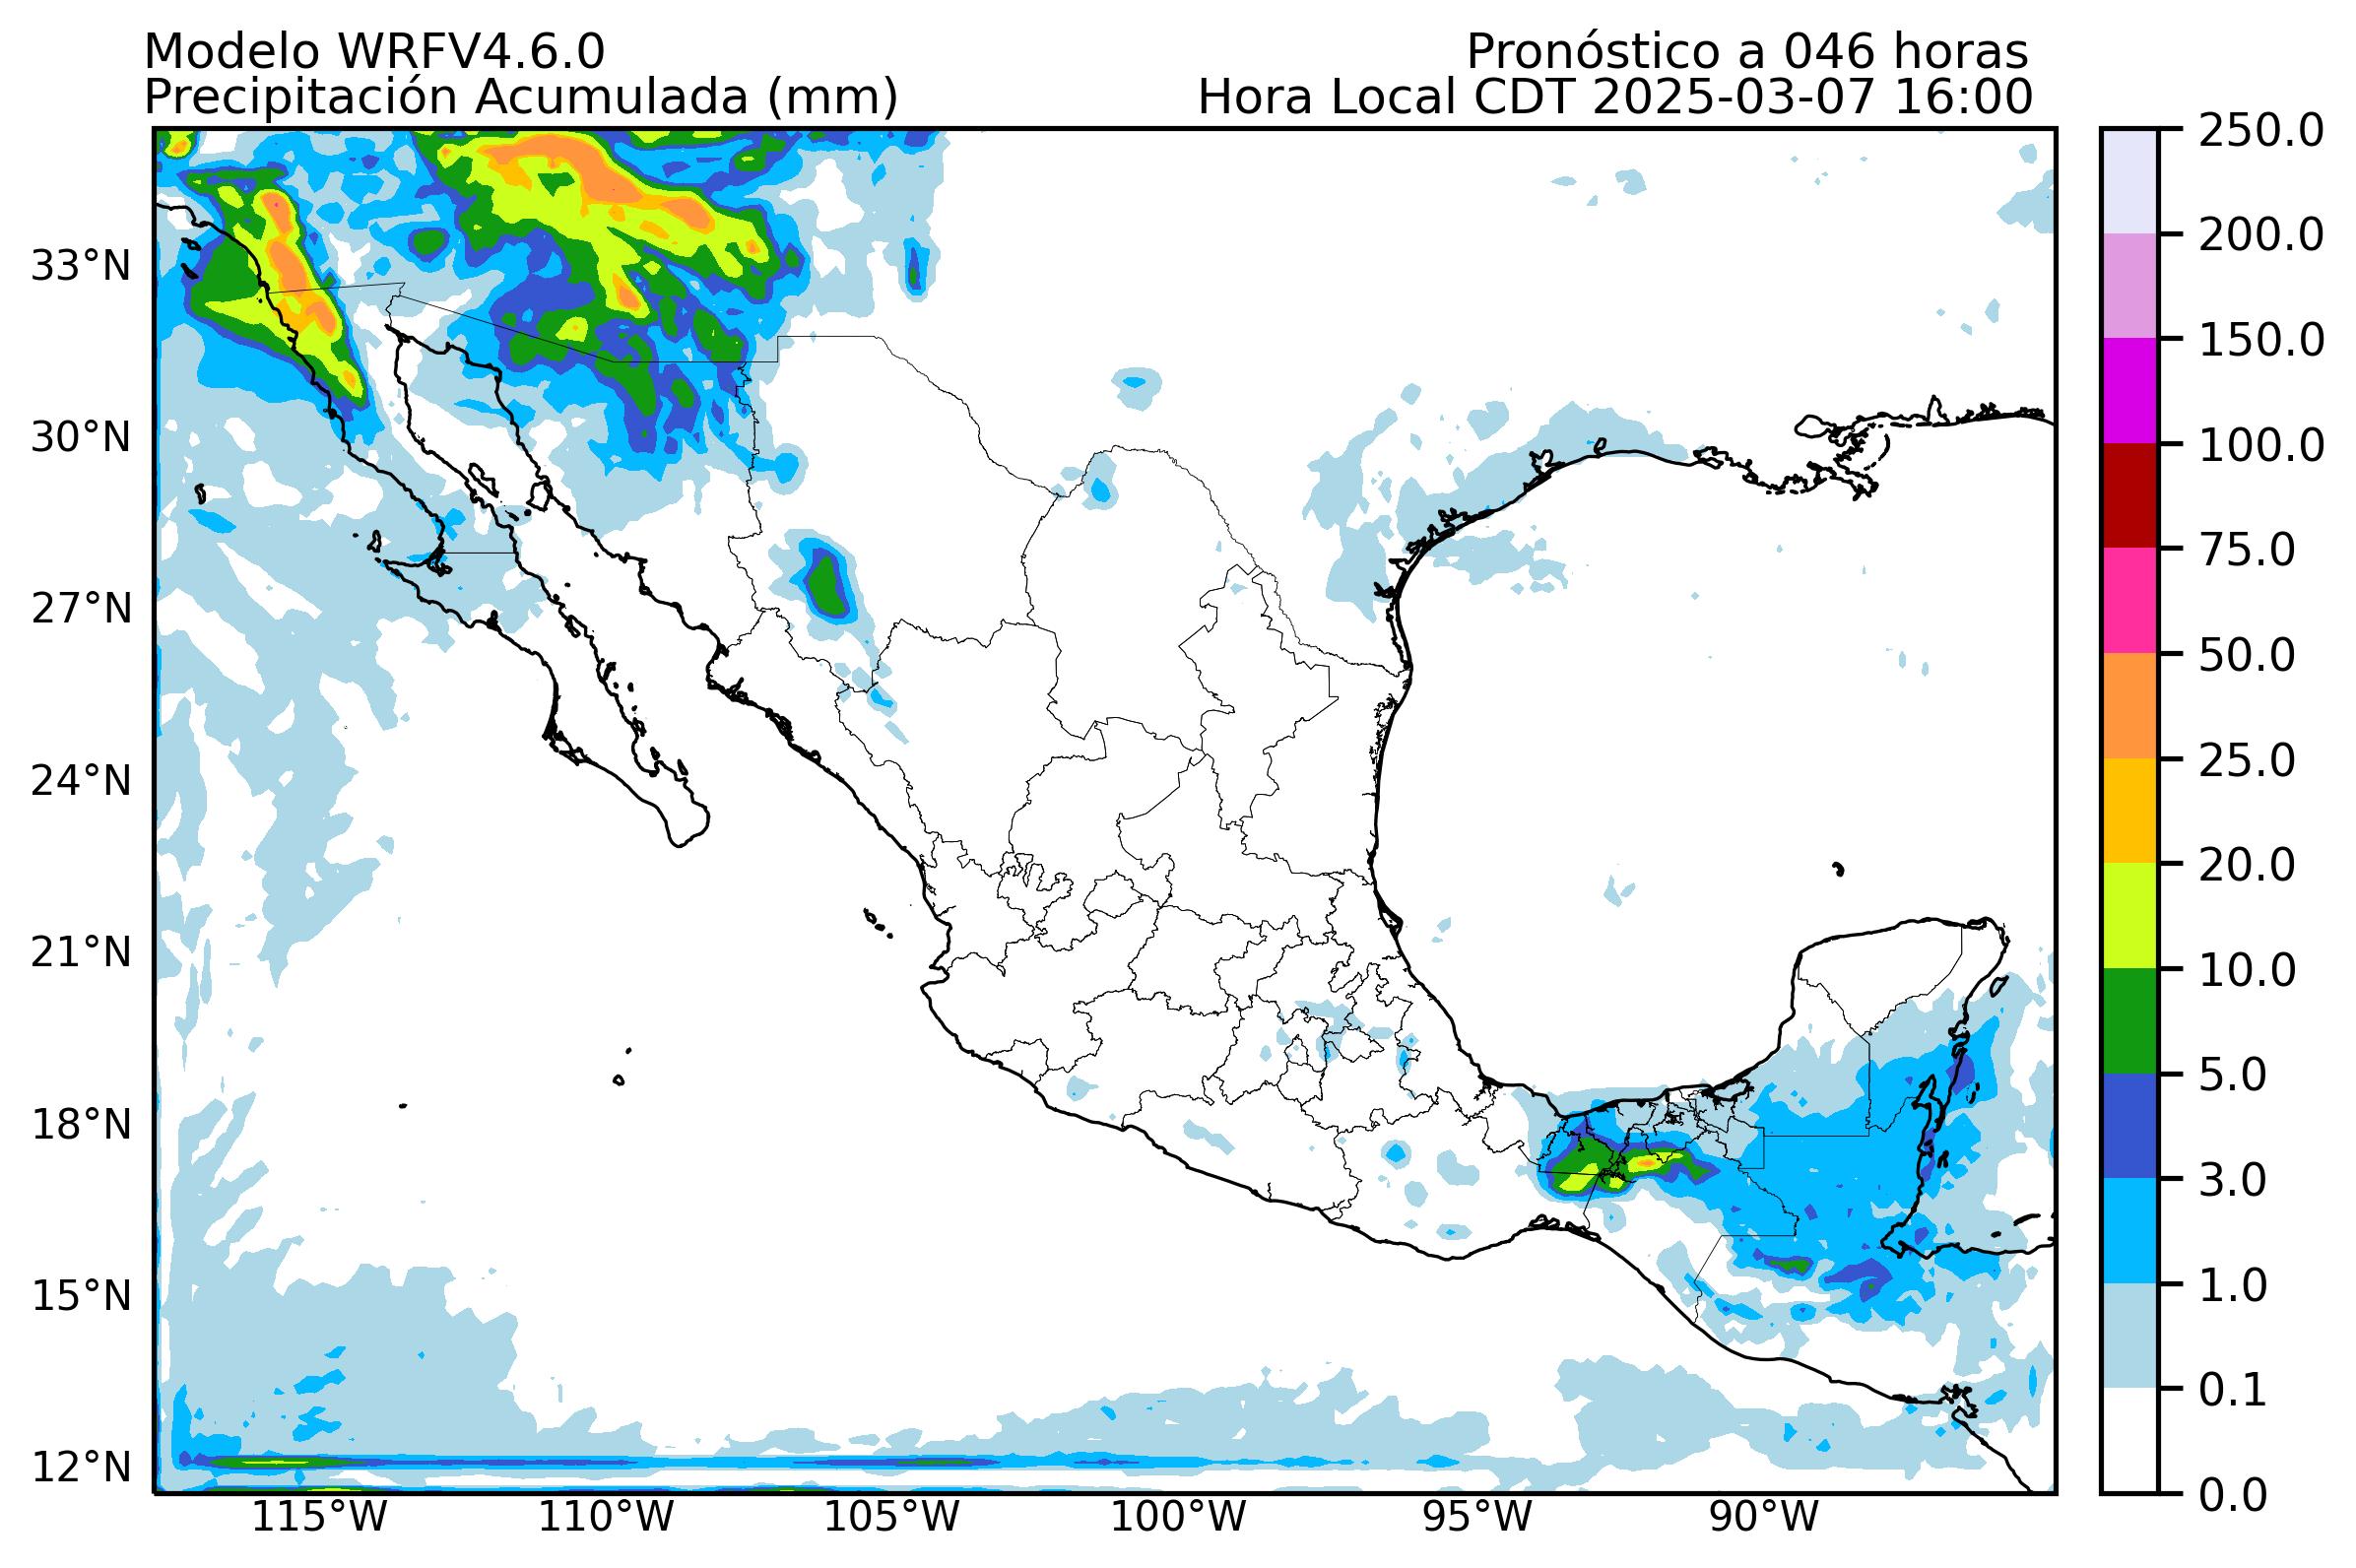 Modelo WRFV4.6.0
Pronóstico a 046 horas
Precipitación Acumulada (mm)
Hora Local CDT 2025-03-07 16:00
33°N
30°N
27°N
24°N
21°N
18°N
15°N
12°N
115°W
110°W
105°W
100°W
95°W
90°W
250.0
200.0
150.0
100.0
75.0
50.0
25.0
20.0
10.0
5.0
3.0
1.0
0.1
0.0